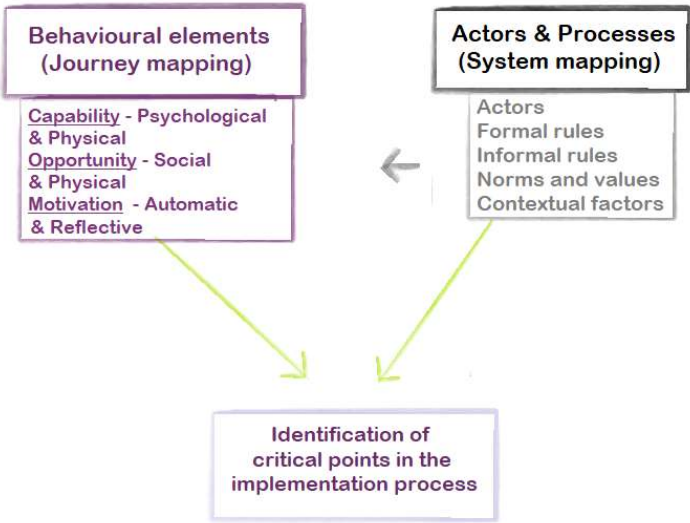 Behavioural elements
(Journey mapping)
Capability - Psychological
& Physical
Opportunity - Social
& Physical
Motivation - Automatic
& Reflective
Actors & Processes
(System mapping)
Actors
Formal rules
Informal rules
Norms and values
Contextual factors
Identification of
critical points in the
implementation process